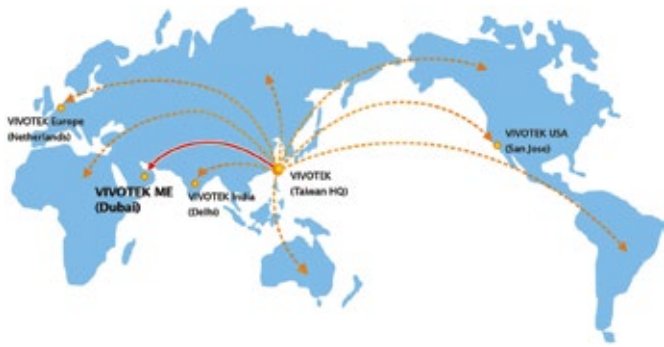 VIVOTEK Europe
(Netherlands)
VIVOTEK ME
(Dubai)
VIVOTEK India
(Delhi)
VIVOTEK
(Taiwan HQ)
VIVOTEK USA
(San Jose)